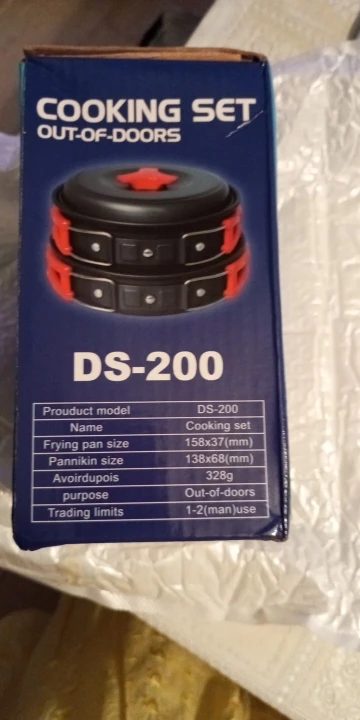 COOKING SET
OUT-OF-DOORS
DS-200
Prouduct model DS-200
Name Cooking set
Frying pan size 158x37(mm)
Pannikin size 138x68(mm)
Avoirdupois 328g
purpose Out-of-doors
Trading limits 1-2(man)use